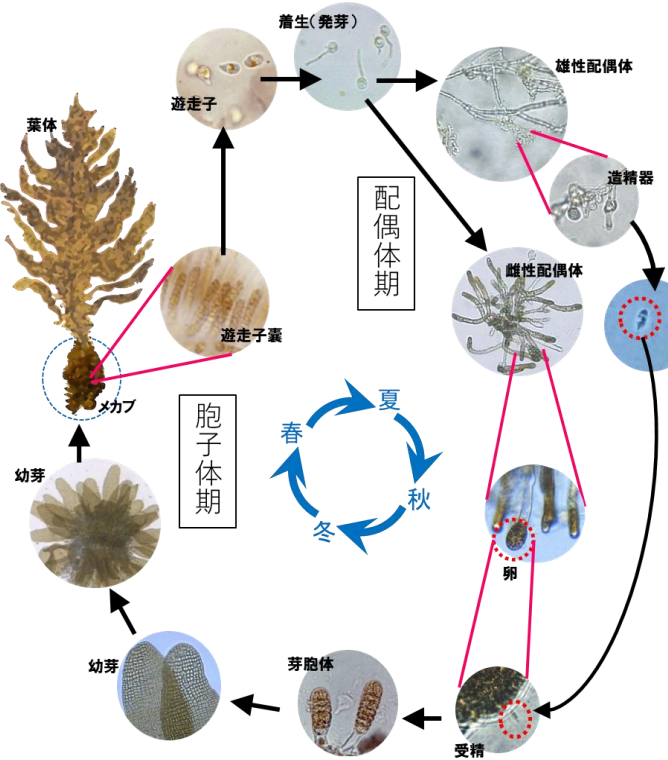 着生(発芽)
遊走子
雄性配偶体
葉体
造精器
配偶体期
雌性配偶体
遊走子嚢
メカブ
胞子体期
夏
春
秋
冬
幼芽
卵
幼芽
芽胞体
受精